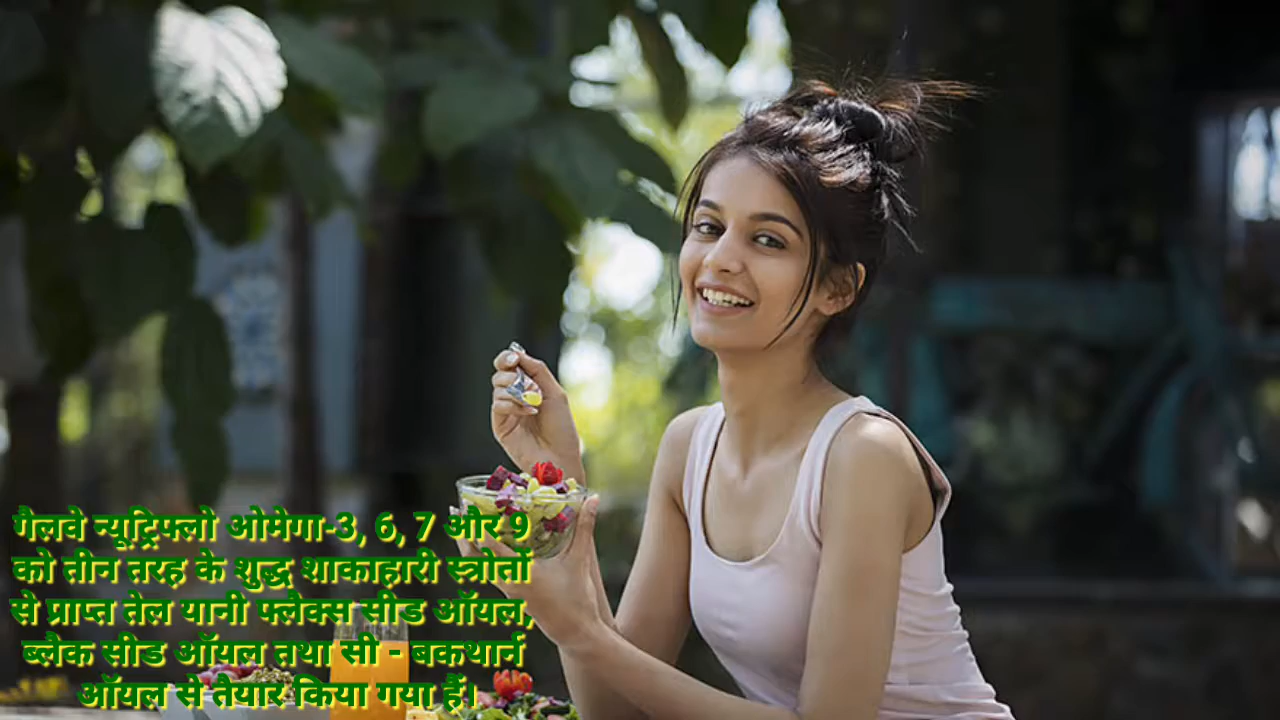 गैलवे न्यूट्रिफ्लो ओमेगा-3, 6, 7 और 9
को तीन तरह के शुद्ध शाकाहारी स्त्रोतों
से प्राप्त तेल यानी फ्लैक्स सीड ऑयल,
ब्लैक सीड ऑयल तथा सी - बकथार्न
ऑयल से तैयार किया गया हैं।